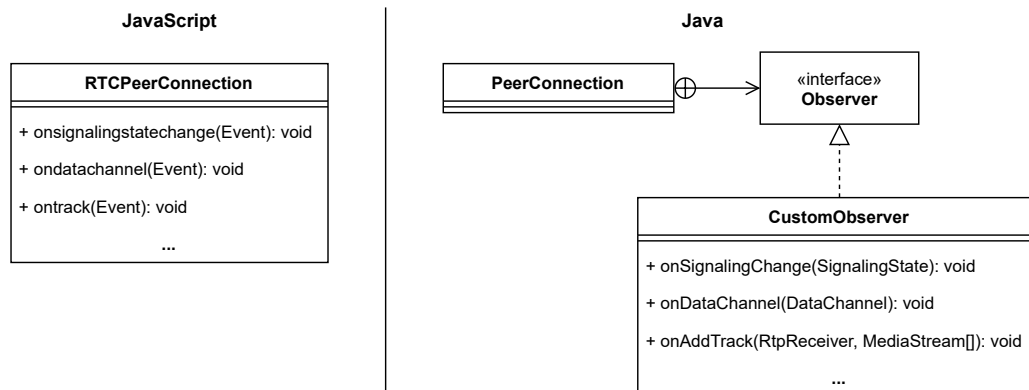 JavaScript
RTCPeerConnection
+ onsignalingstatechange(Event): void
+ ondatachannel(Event): void
+ ontrack(Event): void
...
Java
PeerConnection
«interface»
Observer
CustomObserver
+ onSignalingChange(SignalingState): void
+ onDataChannel(DataChannel): void
+ onAddTrack(RtpReceiver, MediaStream[]): void
...